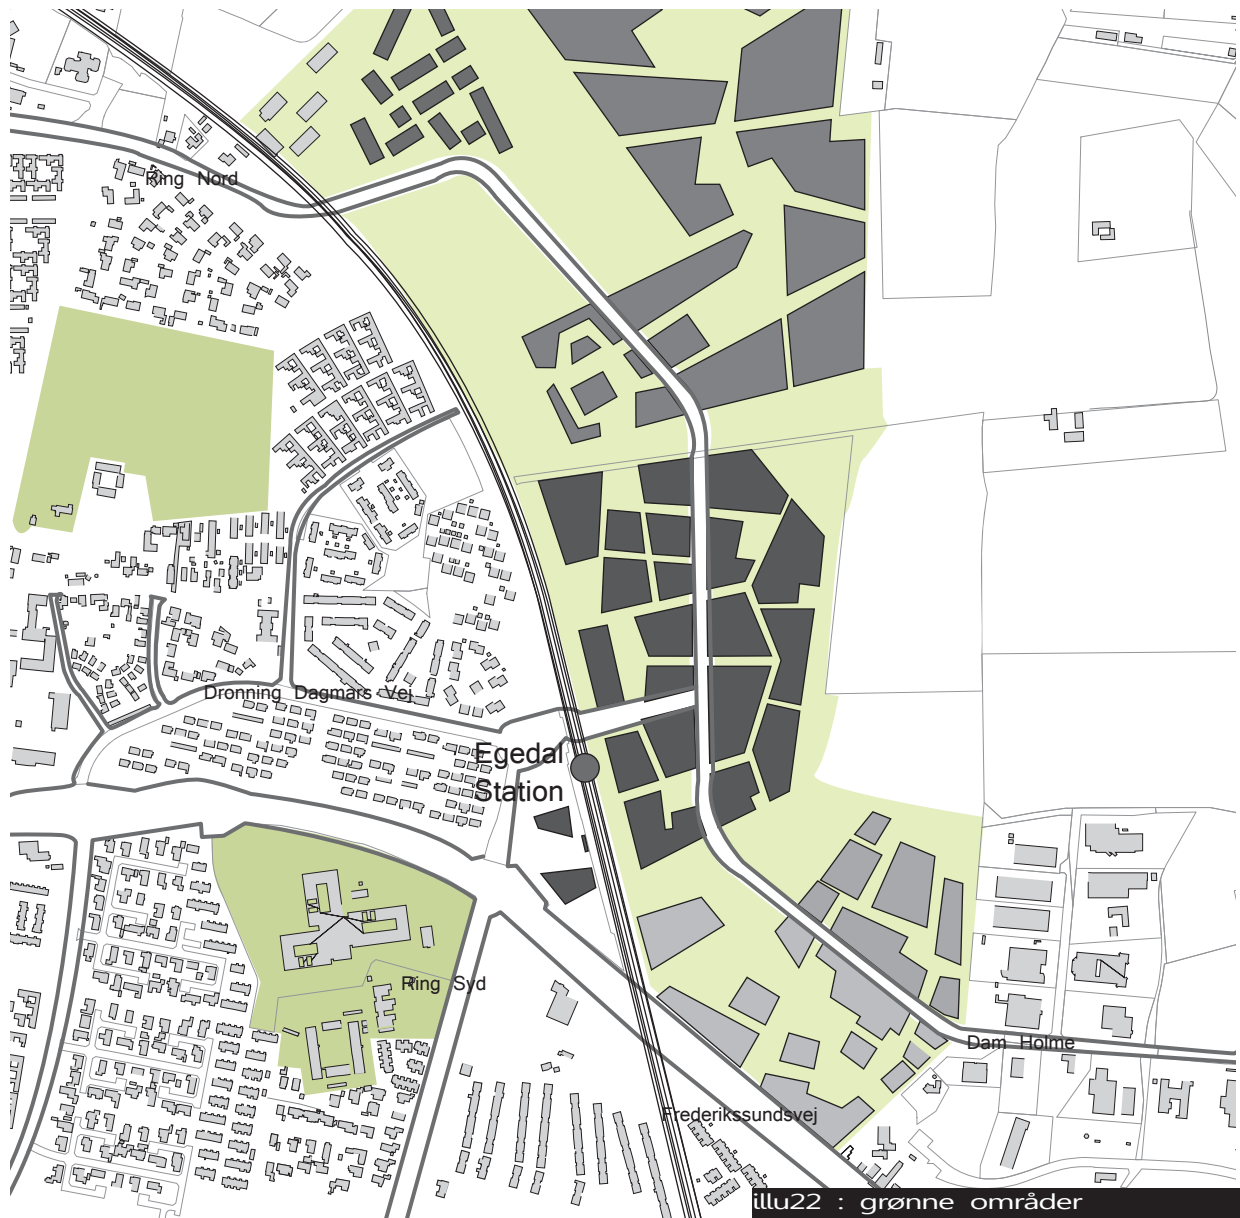 Ring Nord
Dronning Dagmars Vej
Egedal
Station
Ring Syd
Dam Holme
Frederikssundsvej
illu22 : grønne områder